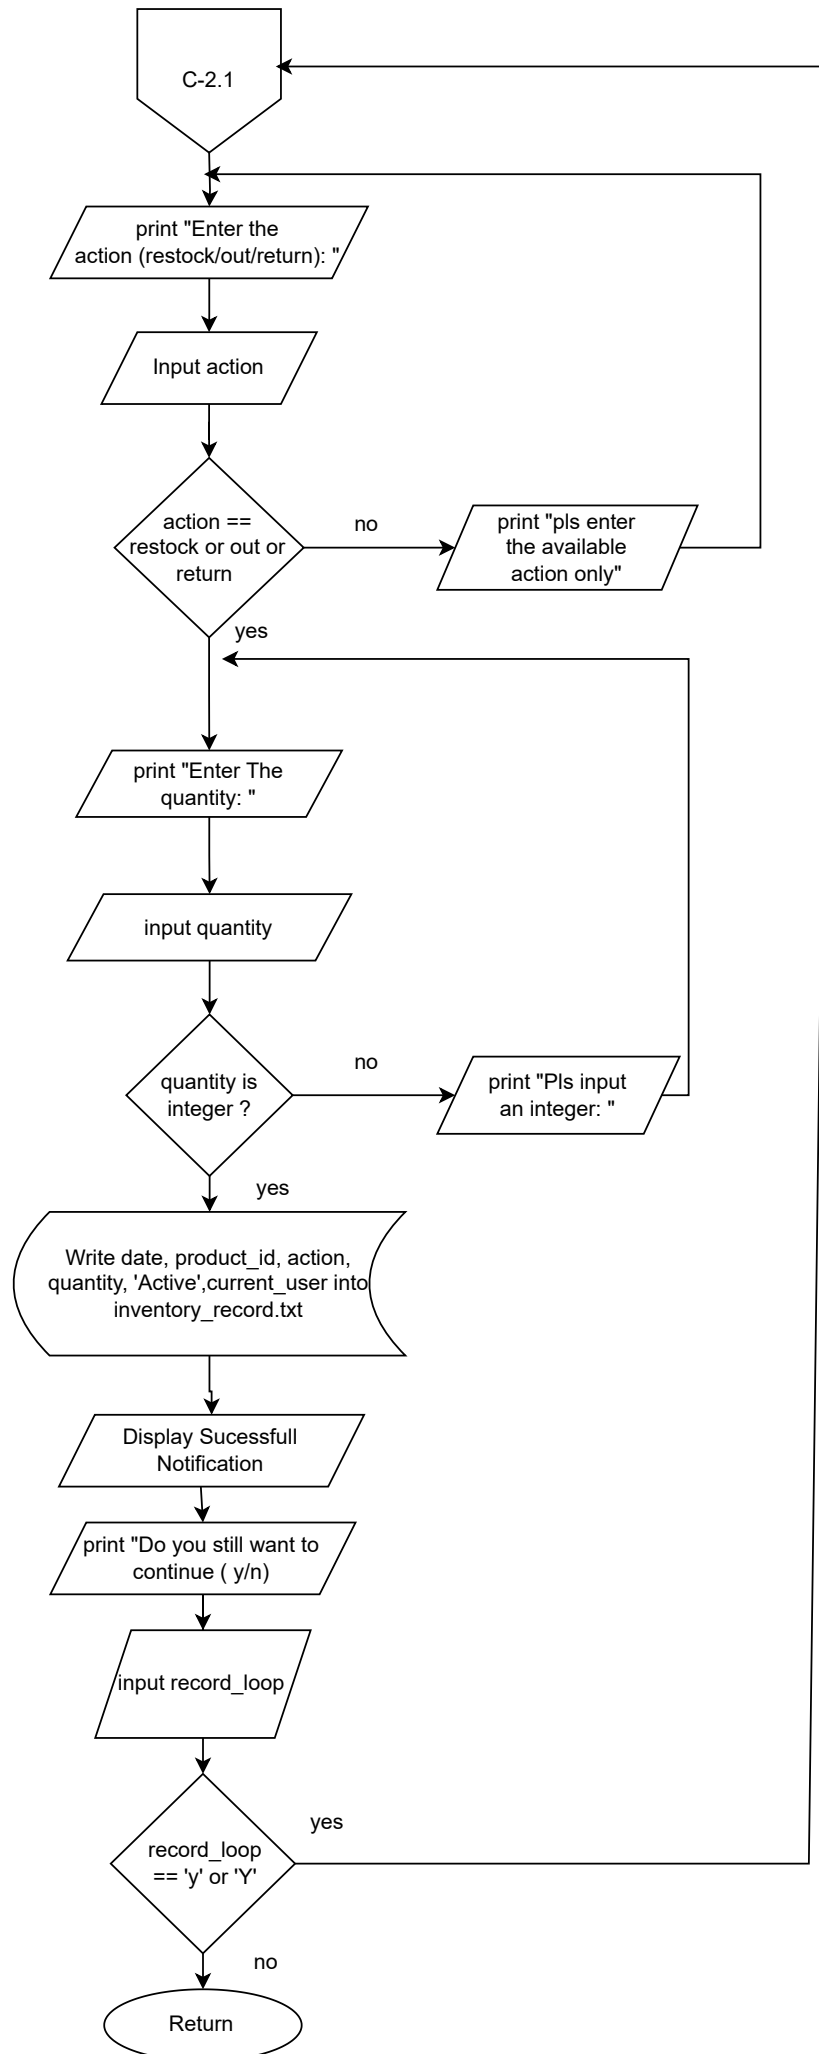 C-2.1
print "Enter the
action (restock/out/return): "
Input action
action ==
restock or out or
return
no
print "pls enter
the available
action only"
yes
print "Enter The
quantity: "
input quantity
quantity is
integer ?
no
print "Pls input
an integer: "
yes
Write date, product_id, action,
quantity, 'Active',current_user into
inventory_record.txt
Display Sucessfull
Notification
print "Do you still want to
continue ( y/n)
input record_loop
record_loop
== 'y' or 'Y'
yes
no
Return